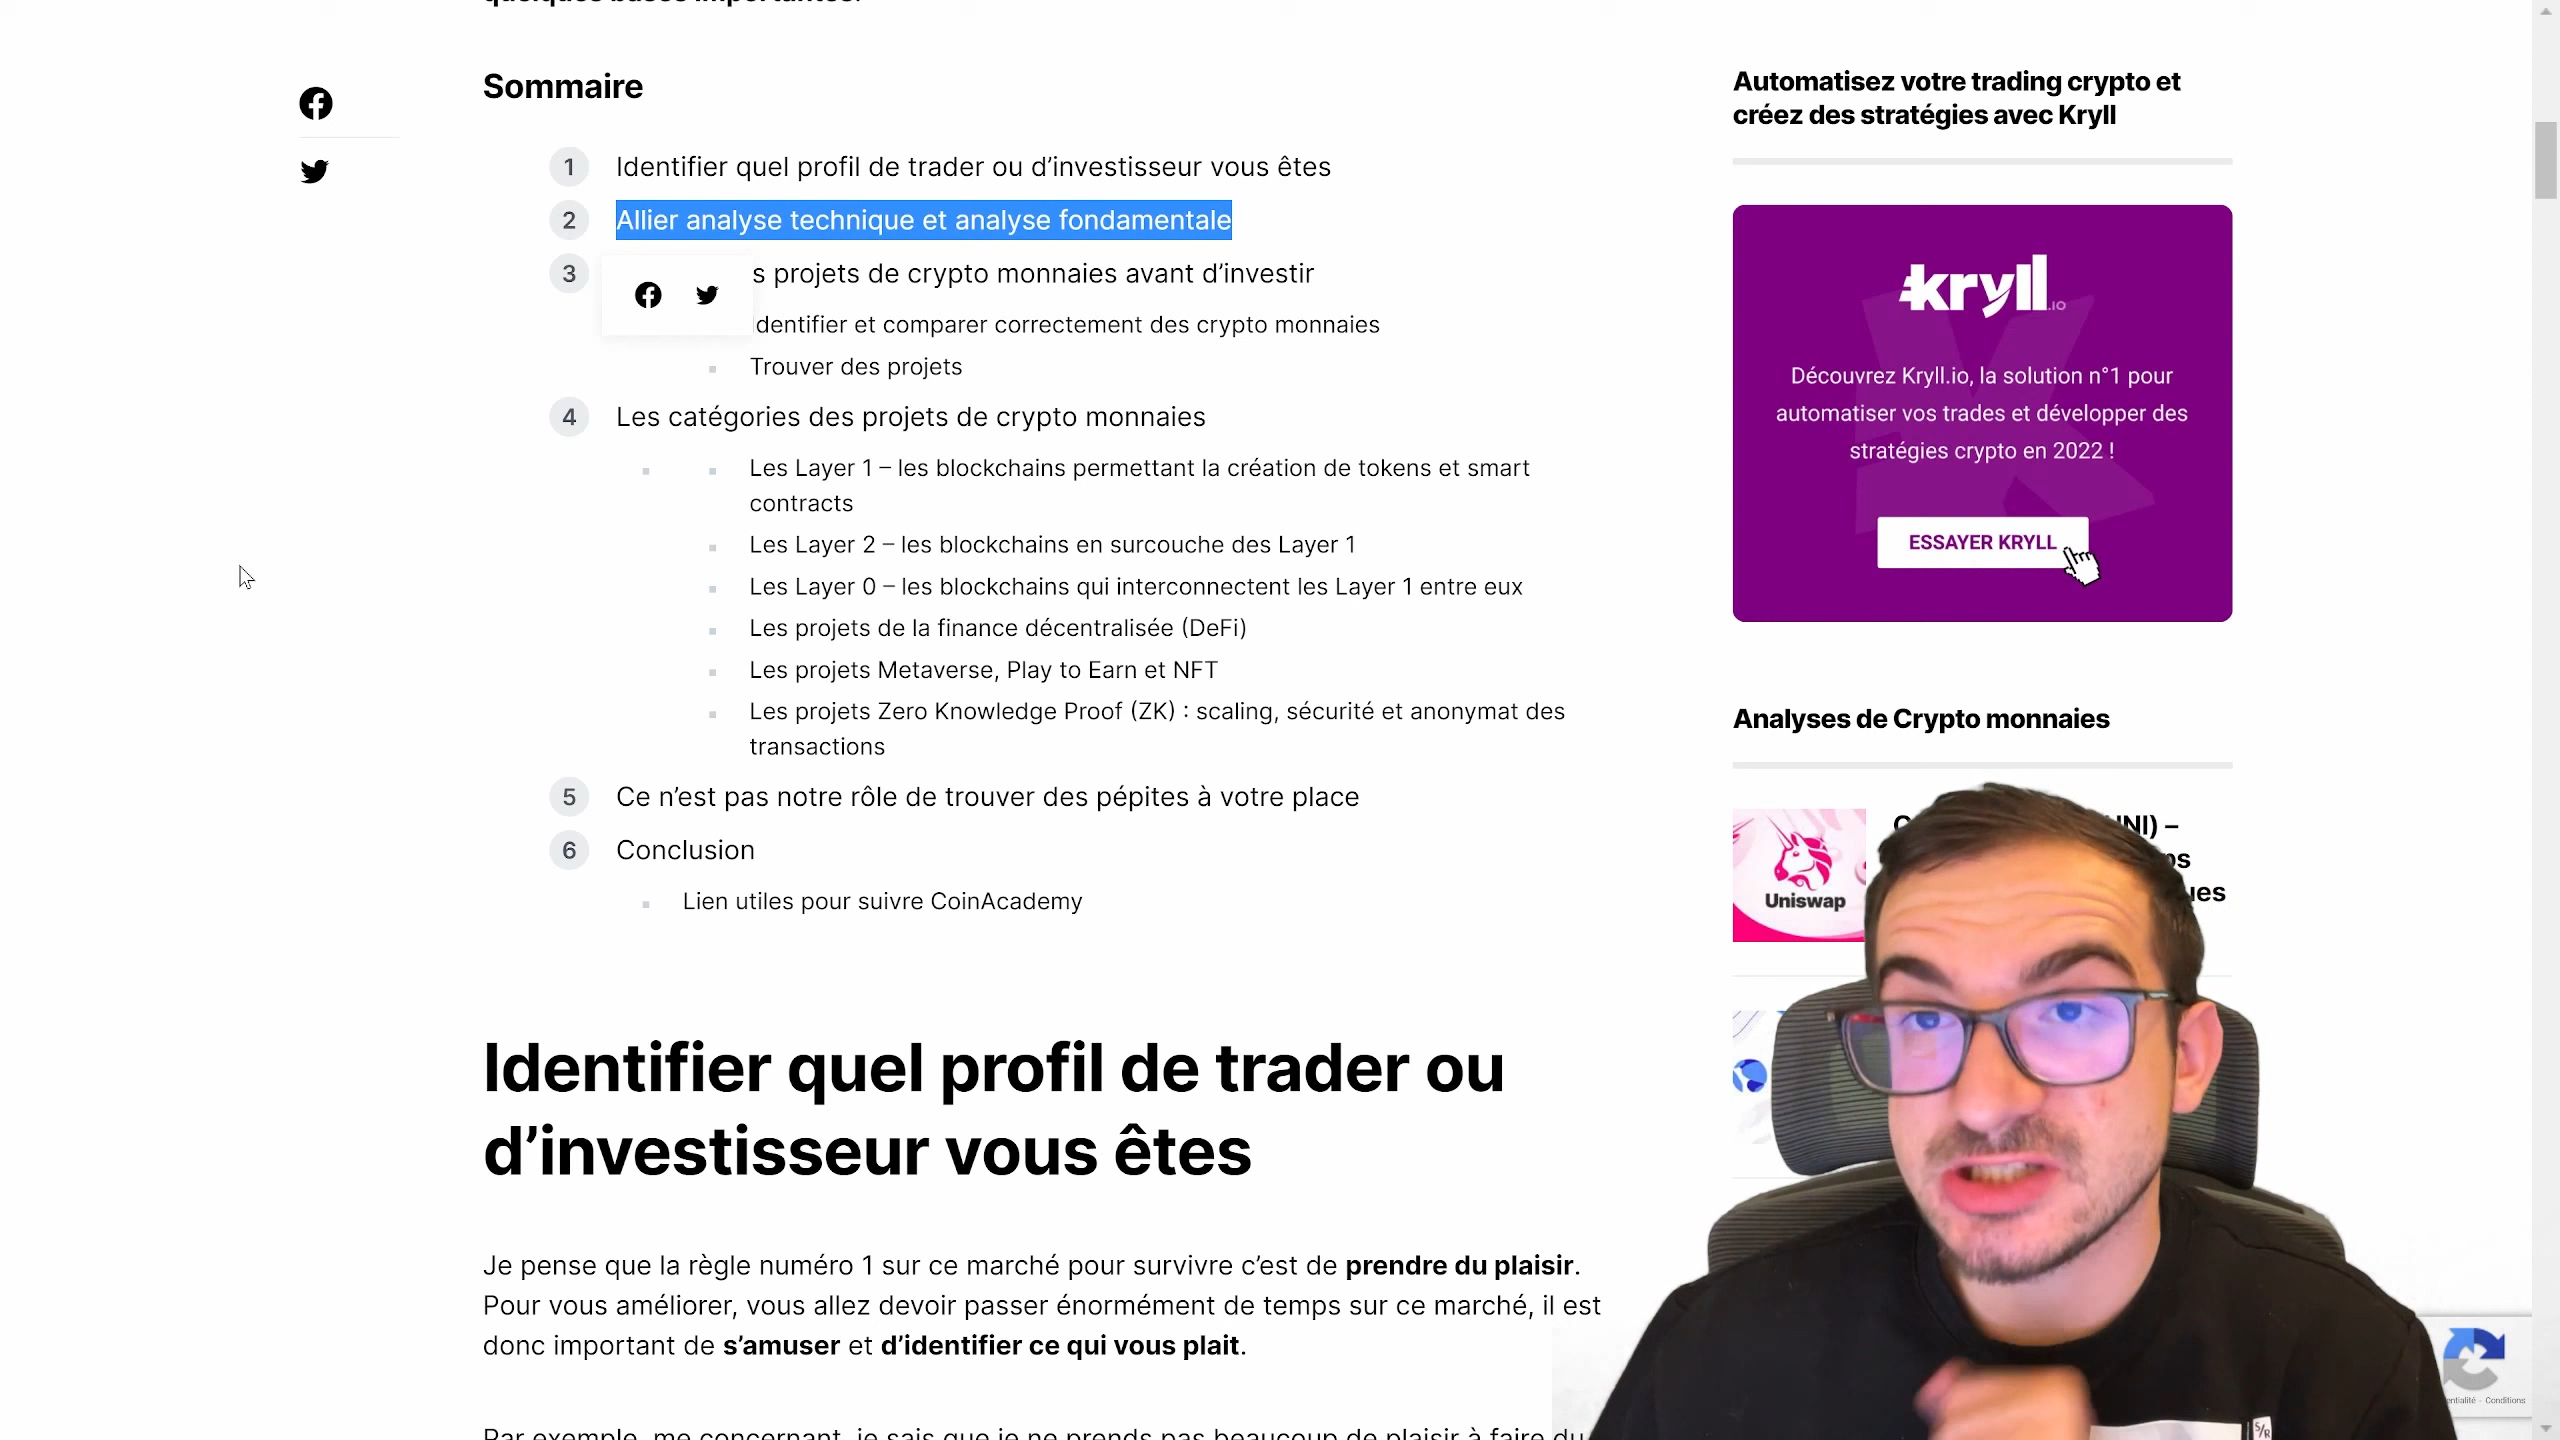 Sommaire
1 Identifier quel profil de trader ou d’investisseur vous êtes
2 Allier analyse technique et analyse fondamentale
3 s projets de crypto monnaies avant d’investir
Identifier et comparer correctement des crypto monnaies
Trouver des projets
4 Les catégories des projets de crypto monnaies
Les Layer 1 – les blockchains permettant la création de tokens et smart
contracts
Les Layer 2 – les blockchains en surcouche des Layer 1
Les Layer 0 – les blockchains qui interconnectent les Layer 1 entre eux
Les projets de la finance décentralisée (DeFi)
Les projets Metaverse, Play to Earn et NFT
Les projets Zero Knowledge Proof (ZK) : scaling, sécurité et anonymat des
transactions
5 Ce n’est pas notre rôle de trouver des pépites à votre place
6 Conclusion
Lien utiles pour suivre CoinAcademy
Identifier quel profil de trader ou
d’investisseur vous êtes
Je pense que la règle numéro 1 sur ce marché pour survivre c’est de prendre du plaisir.
Pour vous améliorer, vous allez devoir passer énormément de temps sur ce marché, il est
donc important de s’amuser et d’identifier ce qui vous plait.
Par exemple, me concernant, je sais que je ne prends pas beaucoup de plaisir à faire du
Automatisez votre trading crypto et
créez des stratégies avec Kryll
kryll.io
Découvrez Kryll.io, la solution n°1 pour
automatiser vos trades et développer des
stratégies crypto en 2022 !
ESSAYER KRYLL
Analyses de Crypto monnaies
Uniswap
UNI) –
Conditions